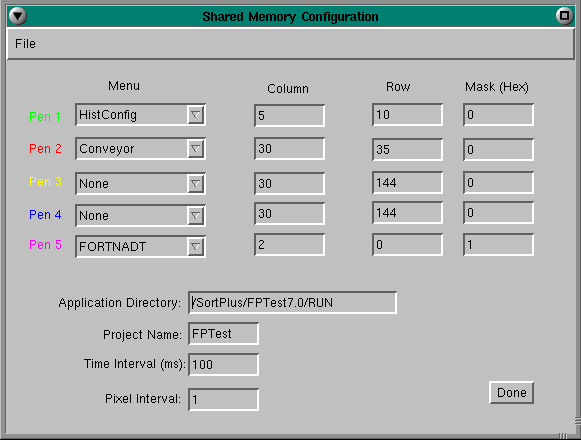 Shared Memory Configuration
File
Menu Column Row Mask (Hex)
Pen 1 HistConfig 5 10 0
Pen 2 Conveyor 30 35 0
Pen 3 None 30 144 0
Pen 4 None 30 144 0
Pen 5 FORTNADT 2 0 1
Application Directory: /SortPlus/FPTest7.0/RUN
Project Name: FPTest
Time Interval (ms): 100
Pixel Interval: 1
Done